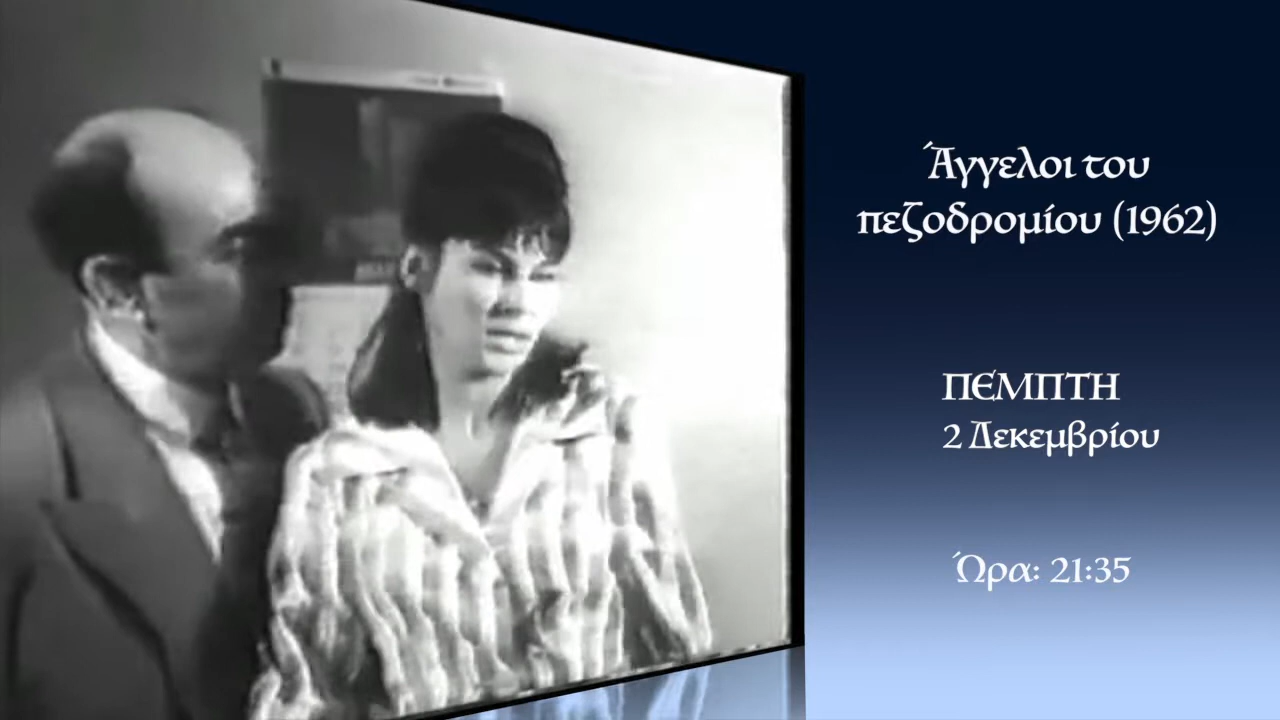 Άγγελοι του
πεζοδρομίου (1962)
ΠΕΜΠΤΗ
2 Δεκεμβρίου
Ώρα: 21:35